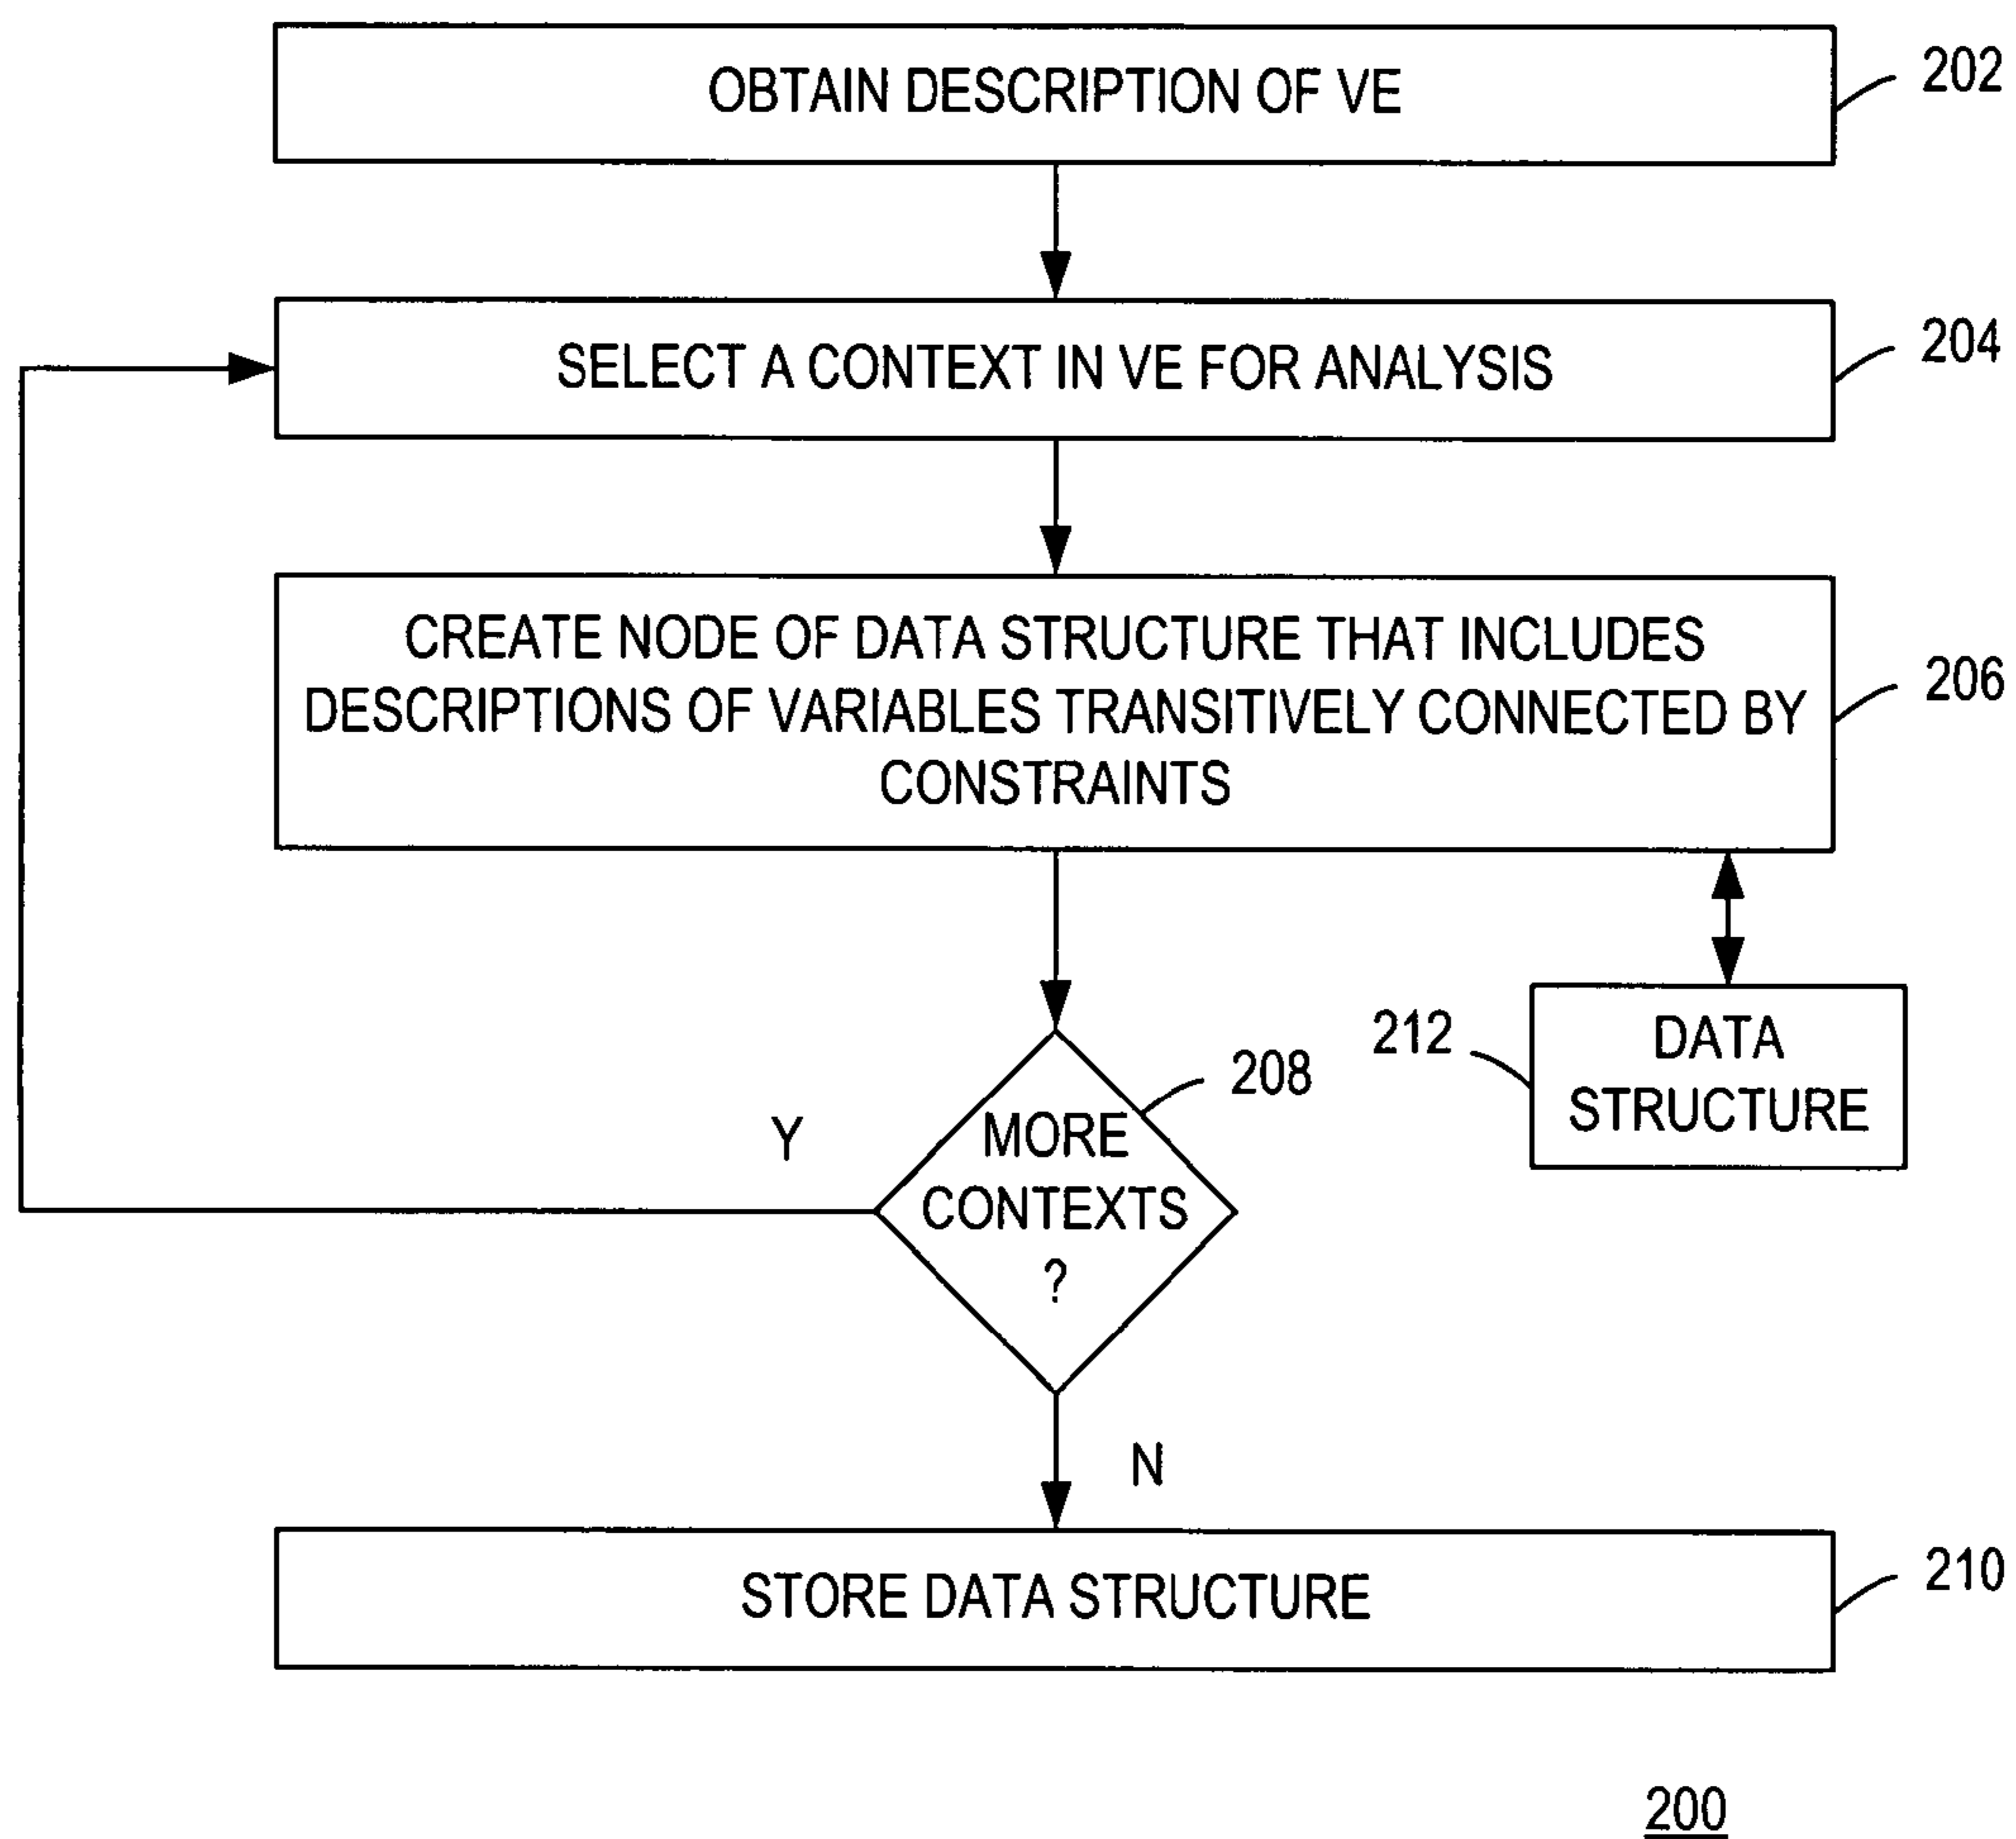 OBTAIN DESCRIPTION OF VE
202
SELECT A CONTEXT IN VE FOR ANALYSIS
204
CREATE NODE OF DATA STRUCTURE THAT INCLUDES
DESCRIPTIONS OF VARIABLES TRANSITIVELY CONNECTED BY
CONSTRAINTS
206
212
DATA
STRUCTURE
208
MORE
CONTEXTS
?
Y
N
STORE DATA STRUCTURE
210
200